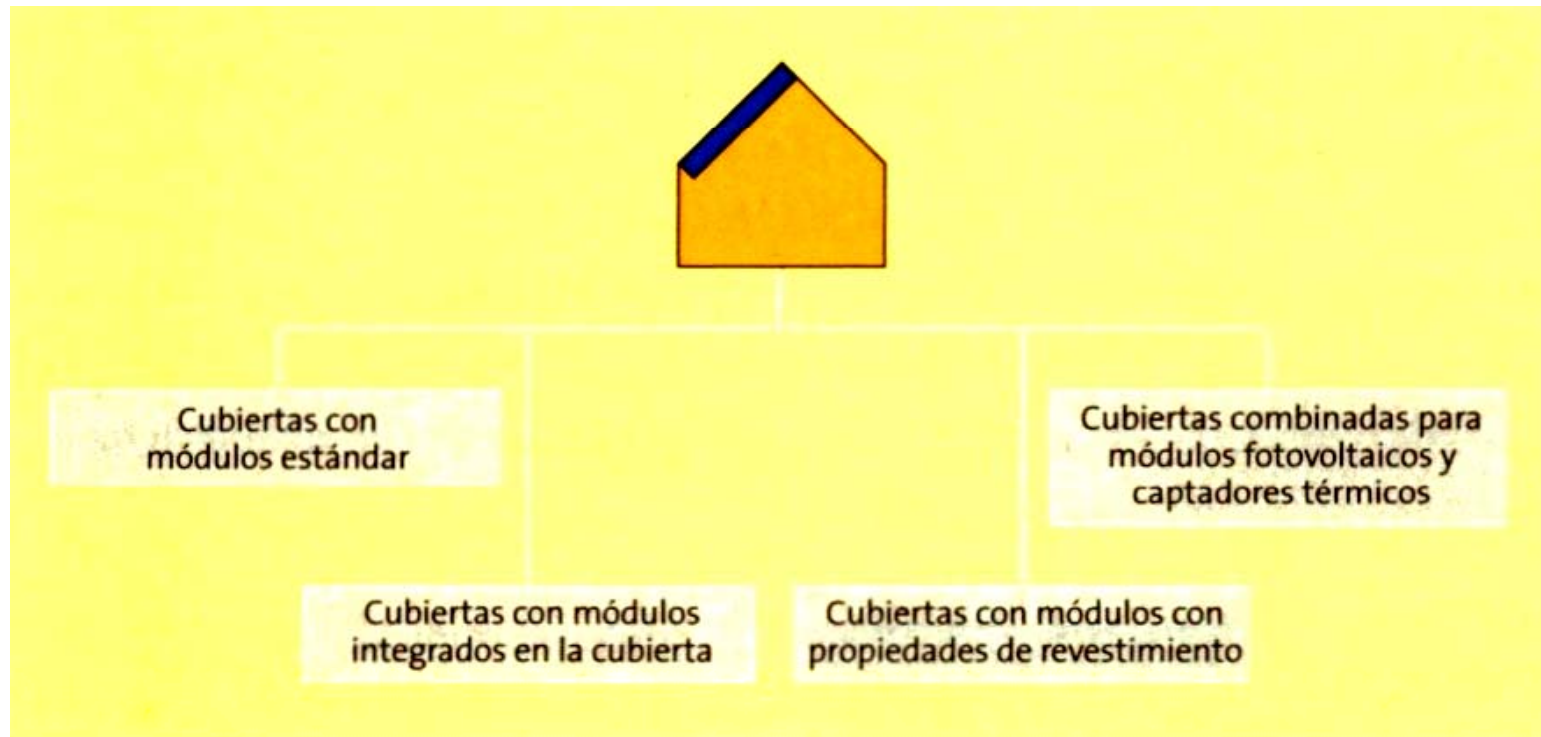 Cubiertas con
módulos estándar
Cubiertas con módulos
integrados en la cubierta
Cubiertas con módulos con
propiedades de revestimiento
Cubiertas combinadas para
módulos fotovoltaicos y
captadores térmicos